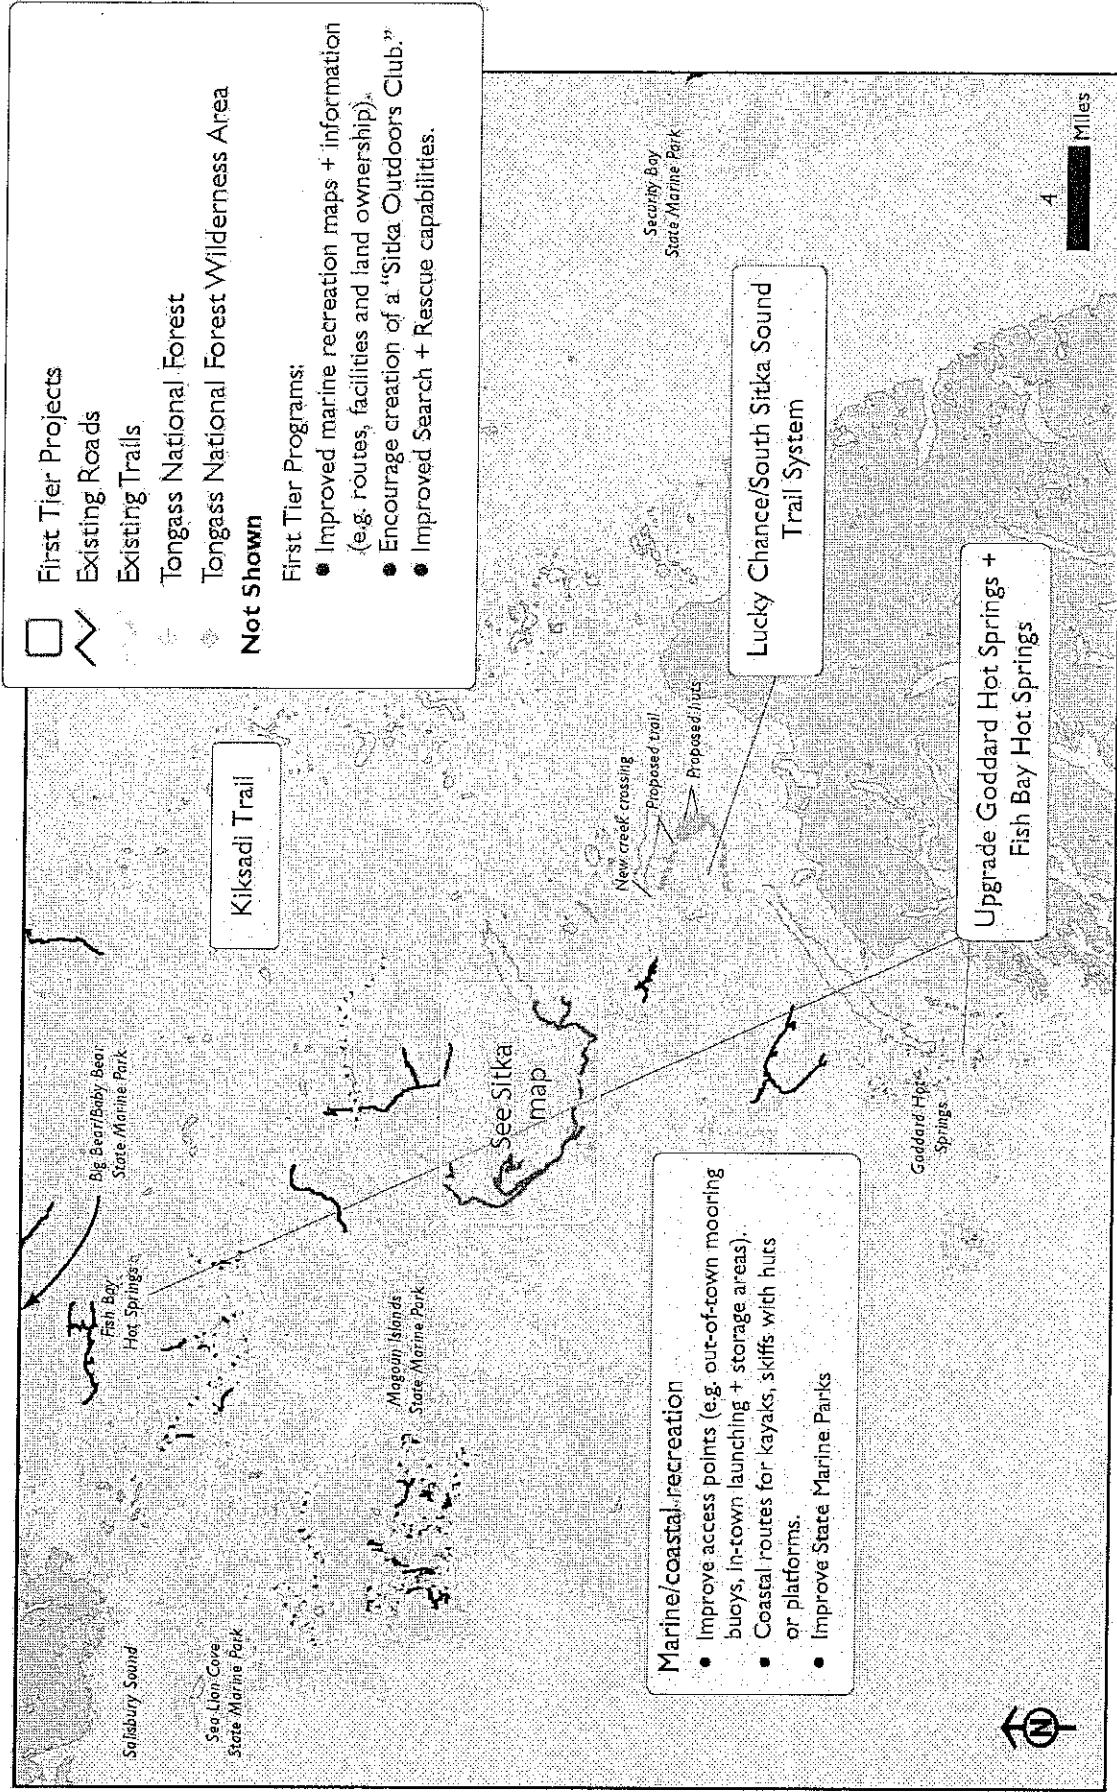 First Tier Projects
Existing Roads
Existing Trails
Tongass National Forest
Tongass National Forest Wilderness Area
Not Shown
First Tier Programs:
• Improved marine recreation maps + information
(e.g. routes, facilities and land ownership).
• Encourage creation of a "Sitka Outdoors Club."
• Improved Search + Rescue capabilities.
Salisbury Sound
Sea Lion Cove
State Marine Park
Fish Bay
Hot Springs
Big Bear/Baby Bear
State Marine Park
Kiksadi Trail
Magoun Islands
State Marine Park
See Sitka
map
New creek crossing
Proposed trail
Proposed huts
Security Bay
State Marine Park
Lucky Chance/South Sitka Sound
Trail System
Marine/coastal recreation
• Improve access points (e.g. out-of-town mooring
buoys, in-town launching + storage areas).
• Coastal routes for kayaks, skiffs with huts
or platforms.
• Improve State Marine Parks
Goddard Hot
Springs
Upgrade Goddard Hot Springs +
Fish Bay Hot Springs
N
4
Miles